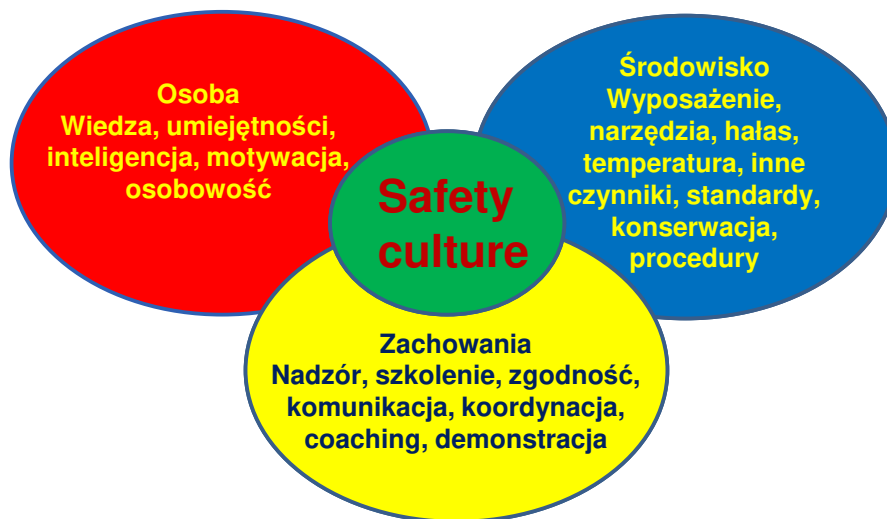 Osoba
Wiedza, umiejętności,
inteligencja, motywacja,
osobowość
Środowisko
Wyposażenie,
narzędzia, hałas,
temperatura, inne
czynniki, standardy,
konserwacja,
procedury
Safety
culture
Zachowania
Nadzór, szkolenie, zgodność,
komunikacja, koordynacja,
coaching, demonstracja